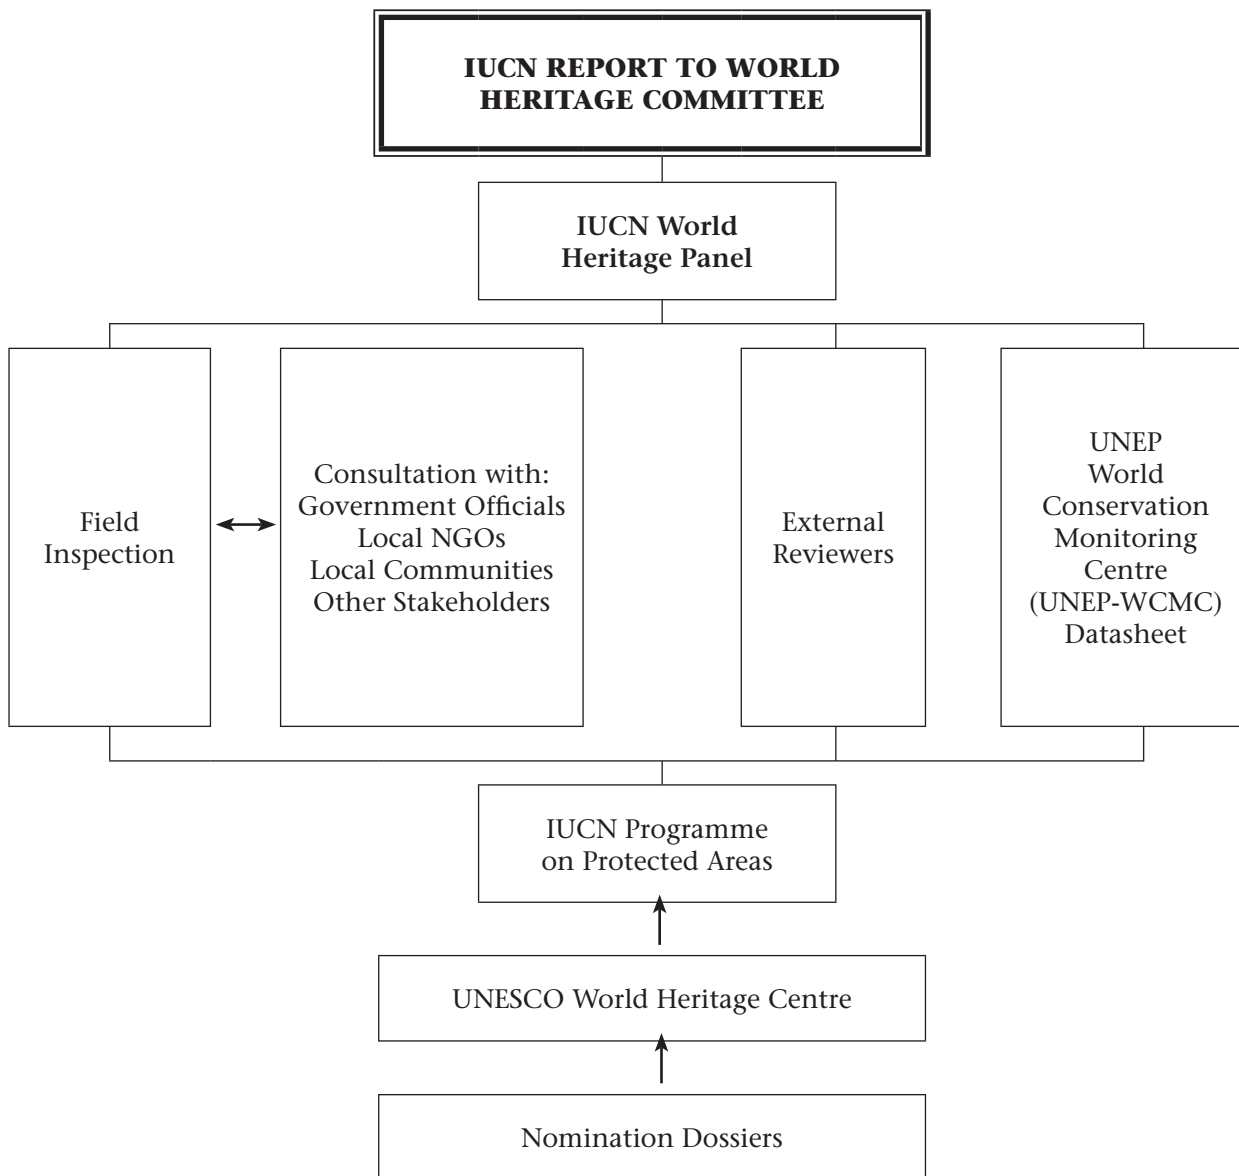 IUCN REPORT TO WORLD
HERITAGE COMMITTEE
IUCN World
Heritage Panel
Field
Inspection
Consultation with:
Government Officials
Local NGOs
Local Communities
Other Stakeholders
External
Reviewers
UNEP
World
Conservation
Monitoring
Centre
(UNEP-WCMC)
Datasheet
IUCN Programme
on Protected Areas
UNESCO World Heritage Centre
Nomination Dossiers